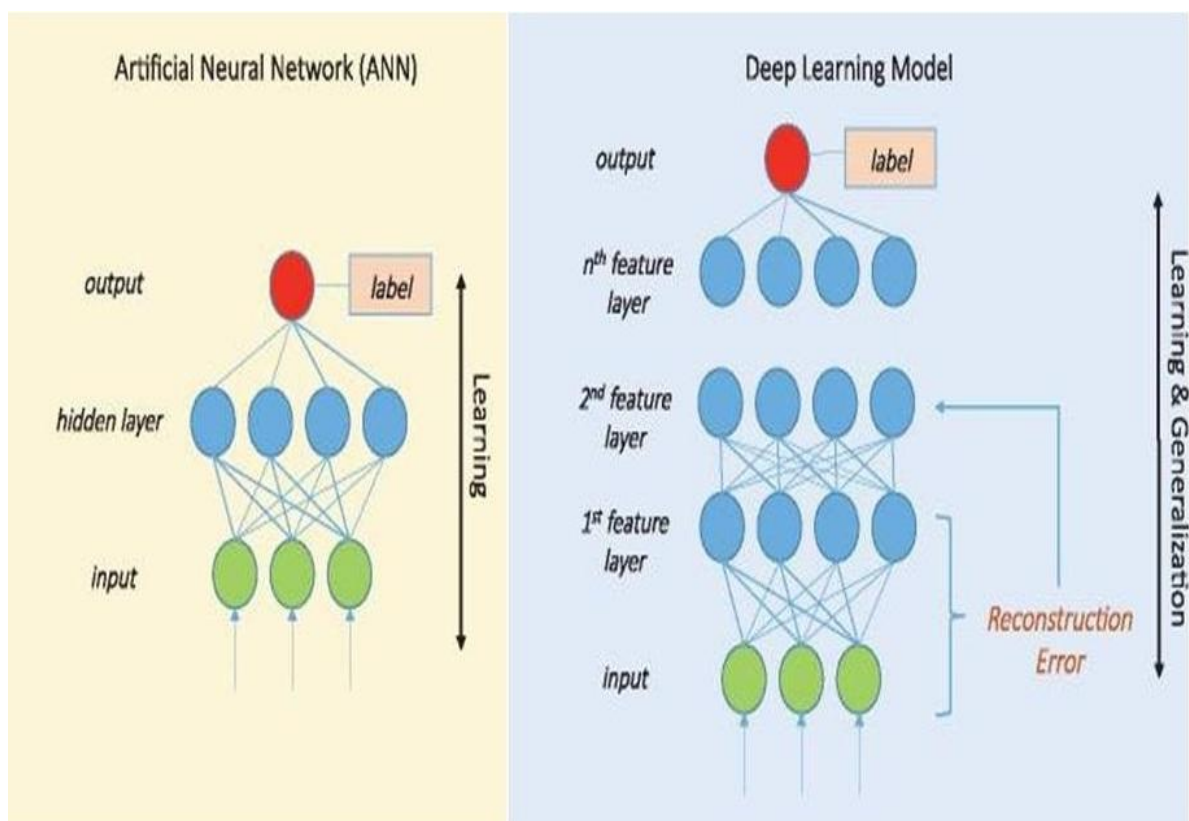 Artificial Neural Network (ANN)
output
label
hidden layer
input
Learning
Deep Learning Model
output
label
nth feature
layer
2nd feature
layer
1st feature
layer
input
Reconstruction
Error
Learning & Generalization